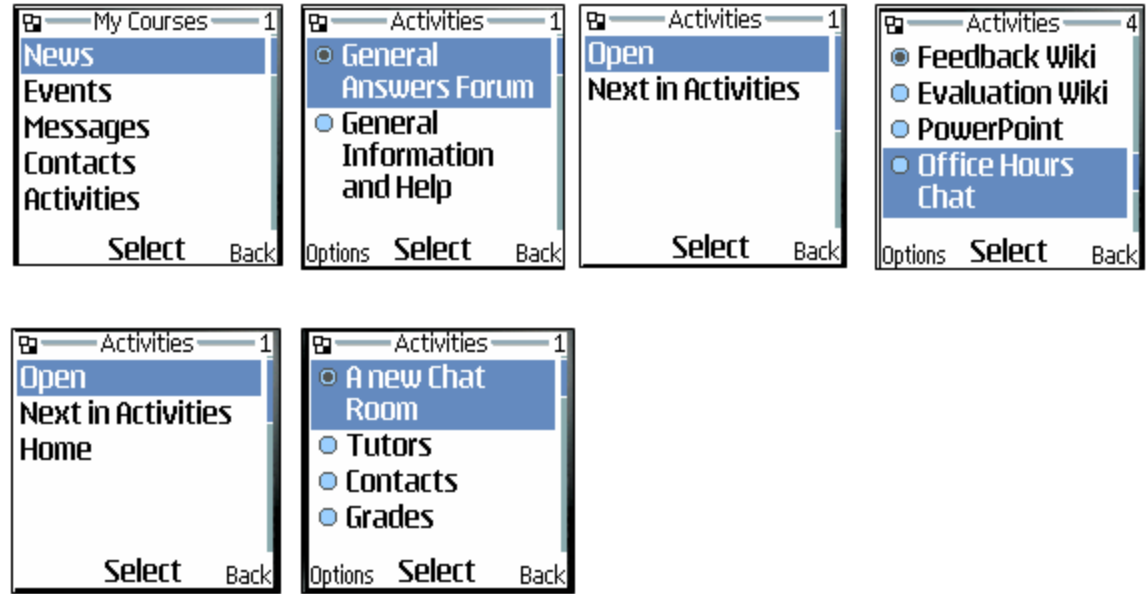 My Courses 1
News
Events
Messages
Contacts
Activities
Select Back
Activities 1
General
Answers Forum
General
Information
and Help
Options Select Back
Activities 1
Open
Next in Activities
Select Back
Activities 4
Feedback Wiki
Evaluation Wiki
PowerPoint
Office Hours
Chat
Options Select Back
Activities 1
Open
Next in Activities
Home
Select Back
Activities 1
A new Chat
Room
Tutors
Contacts
Grades
Options Select Back